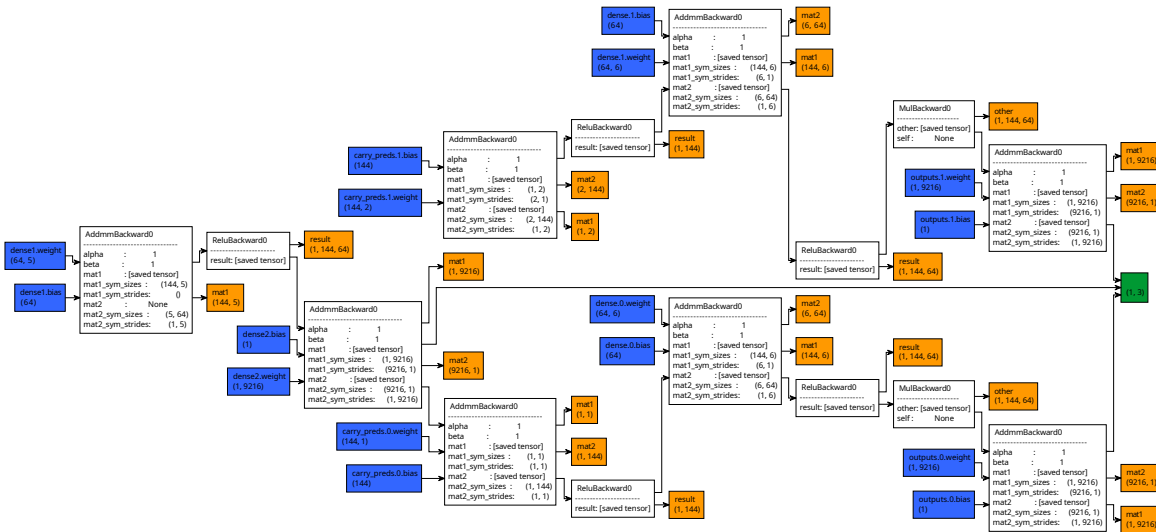 dense.1.bias
(64)
AddmmBackward0
alpha : 1
beta : 1
mat1 : [saved tensor]
mat1_sym_sizes : (144, 6)
mat1_sym_strides: (6, 1)
mat2 : [saved tensor]
mat2_sym_sizes : (6, 64)
mat2_sym_strides: (1, 6)
mat2
(6, 64)
dense.1.weight
(64, 6)
mat1
(144, 6)
MulBackward0
other: [saved tensor]
self : None
other
(1, 144, 64)
carry_preds.1.bias
(144)
AddmmBackward0
alpha : 1
beta : 1
mat1 : [saved tensor]
mat1_sym_sizes : (1, 2)
mat1_sym_strides: (2, 1)
mat2 : [saved tensor]
mat2_sym_sizes : (2, 144)
mat2_sym_strides: (1, 2)
ReluBackward0
result: [saved tensor]
result
(1, 144)
mat2
(2, 144)
carry_preds.1.weight
(144, 2)
mat1
(1, 2)
outputs.1.weight
(1, 9216)
outputs.1.bias
(1)
AddmmBackward0
alpha : 1
beta : 1
mat1 : [saved tensor]
mat1_sym_sizes : (1, 9216)
mat1_sym_strides: (9216, 1)
mat2 : [saved tensor]
mat2_sym_sizes : (9216, 1)
mat2_sym_strides: (1, 9216)
mat1
(1, 9216)
mat2
(9216, 1)
dense1.weight
(64, 5)
dense1.bias
(64)
AddmmBackward0
alpha : 1
beta : 1
mat1 : [saved tensor]
mat1_sym_sizes : (144, 5)
mat1_sym_strides: ()
mat2 : None
mat2_sym_sizes : (5, 64)
mat2_sym_strides: (1, 5)
ReluBackward0
result: [saved tensor]
result
(1, 144, 64)
mat1
(144, 5)
mat1
(1, 9216)
ReluBackward0
result: [saved tensor]
result
(1, 144, 64)
(1, 3)
dense2.bias
(1)
dense2.weight
(1, 9216)
AddmmBackward0
alpha : 1
beta : 1
mat1 : [saved tensor]
mat1_sym_sizes : (1, 9216)
mat1_sym_strides: (9216, 1)
mat2 : [saved tensor]
mat2_sym_sizes : (9216, 1)
mat2_sym_strides: (1, 9216)
mat2
(9216, 1)
dense.0.weight
(64, 6)
dense.0.bias
(64)
AddmmBackward0
alpha : 1
beta : 1
mat1 : [saved tensor]
mat1_sym_sizes : (144, 6)
mat1_sym_strides: (6, 1)
mat2 : [saved tensor]
mat2_sym_sizes : (6, 64)
mat2_sym_strides: (1, 6)
mat2
(6, 64)
mat1
(144, 6)
result
(1, 144, 64)
ReluBackward0
result: [saved tensor]
MulBackward0
other: [saved tensor]
self : None
other
(1, 144, 64)
carry_preds.0.weight
(144, 1)
carry_preds.0.bias
(144)
AddmmBackward0
alpha : 1
beta : 1
mat1 : [saved tensor]
mat1_sym_sizes : (1, 1)
mat1_sym_strides: (1, 1)
mat2 : [saved tensor]
mat2_sym_sizes : (1, 144)
mat2_sym_strides: (1, 1)
mat1
(1, 1)
mat2
(1, 144)
ReluBackward0
result: [saved tensor]
result
(1, 144)
outputs.0.weight
(1, 9216)
outputs.0.bias
(1)
AddmmBackward0
alpha : 1
beta : 1
mat1 : [saved tensor]
mat1_sym_sizes : (1, 9216)
mat1_sym_strides: (9216, 1)
mat2 : [saved tensor]
mat2_sym_sizes : (9216, 1)
mat2_sym_strides: (1, 9216)
mat2
(9216, 1)
mat1
(1, 9216)